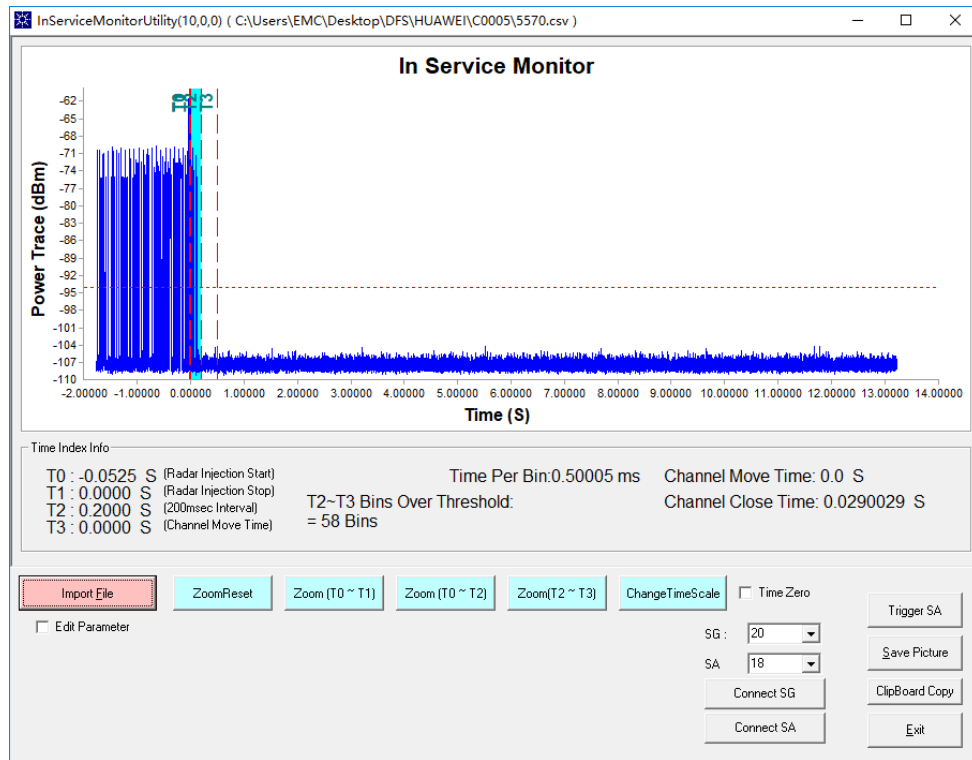 InServiceMonitorUtility(10,0,0) ( C:\Users\EMC\Desktop\DFS\HUAWEI\C0005\5570.csv )
In Service Monitor
T2
T3
Power Trace (dBm)
-62
-65
-68
-71
-74
-77
-80
-83
-86
-89
-92
-95
-98
-101
-104
-107
-110
-2.00000 -1.00000 0.00000 1.00000 2.00000 3.00000 4.00000 5.00000 6.00000 7.00000 8.00000 9.00000 10.00000 11.00000 12.00000 13.00000 14.00000
Time (S)
Time Index Info
T0 : -0.0525 S (Radar Injection Start)
T1 : 0.0000 S (Radar Injection Stop)
T2 : 0.2000 S (200msec Interval)
T3 : 0.0000 S (Channel Move Time)
Time Per Bin:0.50005 ms
T2~T3 Bins Over Threshold:
= 58 Bins
Channel Move Time: 0.0 S
Channel Close Time: 0.0290029 S
Import File
ZoomReset
Zoom (T0 ~ T1)
Zoom (T0 ~ T2)
Zoom(T2 ~ T3)
ChangeTimeScale
Time Zero
Edit Parameter
SG : 20
SA 18
Connect SG
Connect SA
Trigger SA
Save Picture
ClipBoard Copy
Exit